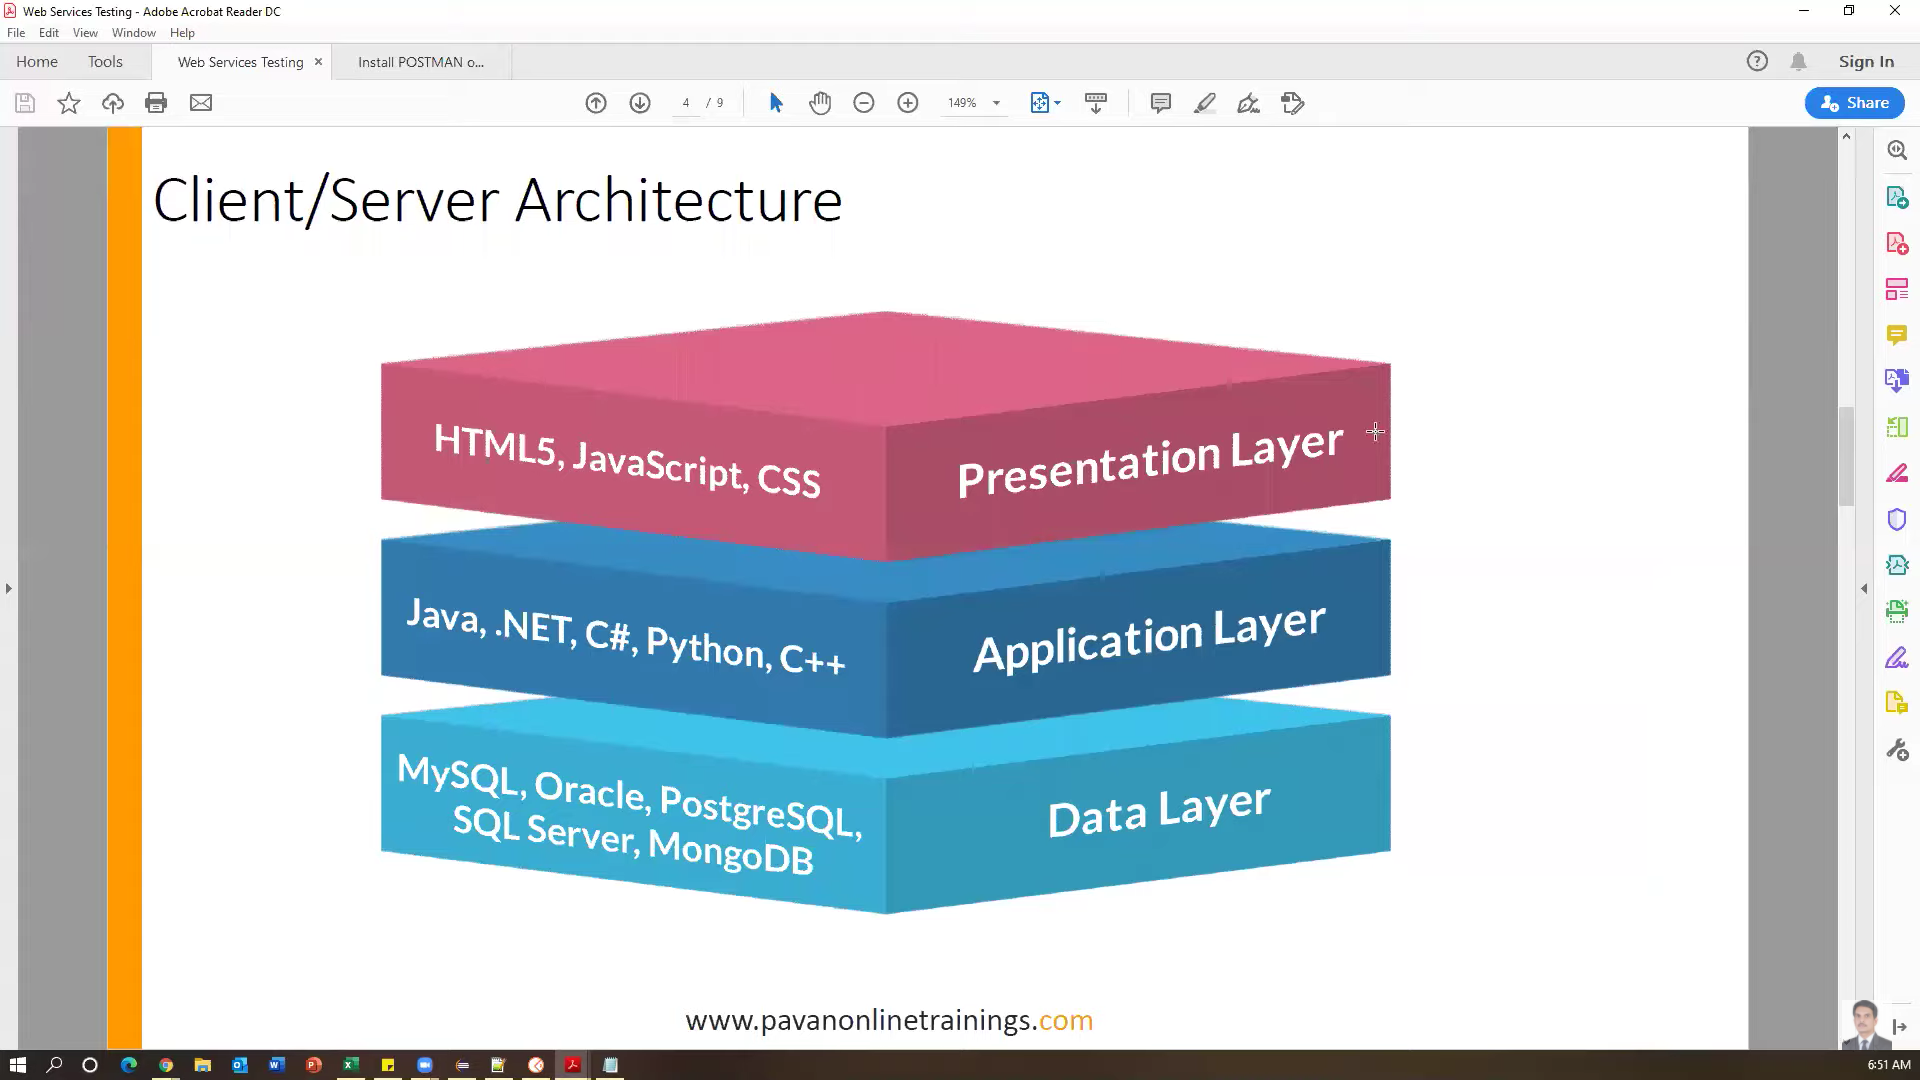 Web Services Testing - Adobe Acrobat Reader DC
File Edit View Window Help
Home Tools Web Services Testing × Install POSTMAN o... Sign In
4 / 9 149% Share
Client/Server Architecture
HTML5, JavaScript, CSS
Presentation Layer
Java, .NET, C#, Python, C++
Application Layer
MySQL, Oracle, PostgreSQL,
SQL Server, MongoDB
Data Layer
www.pavanonlinetrainings.com
6:51 AM